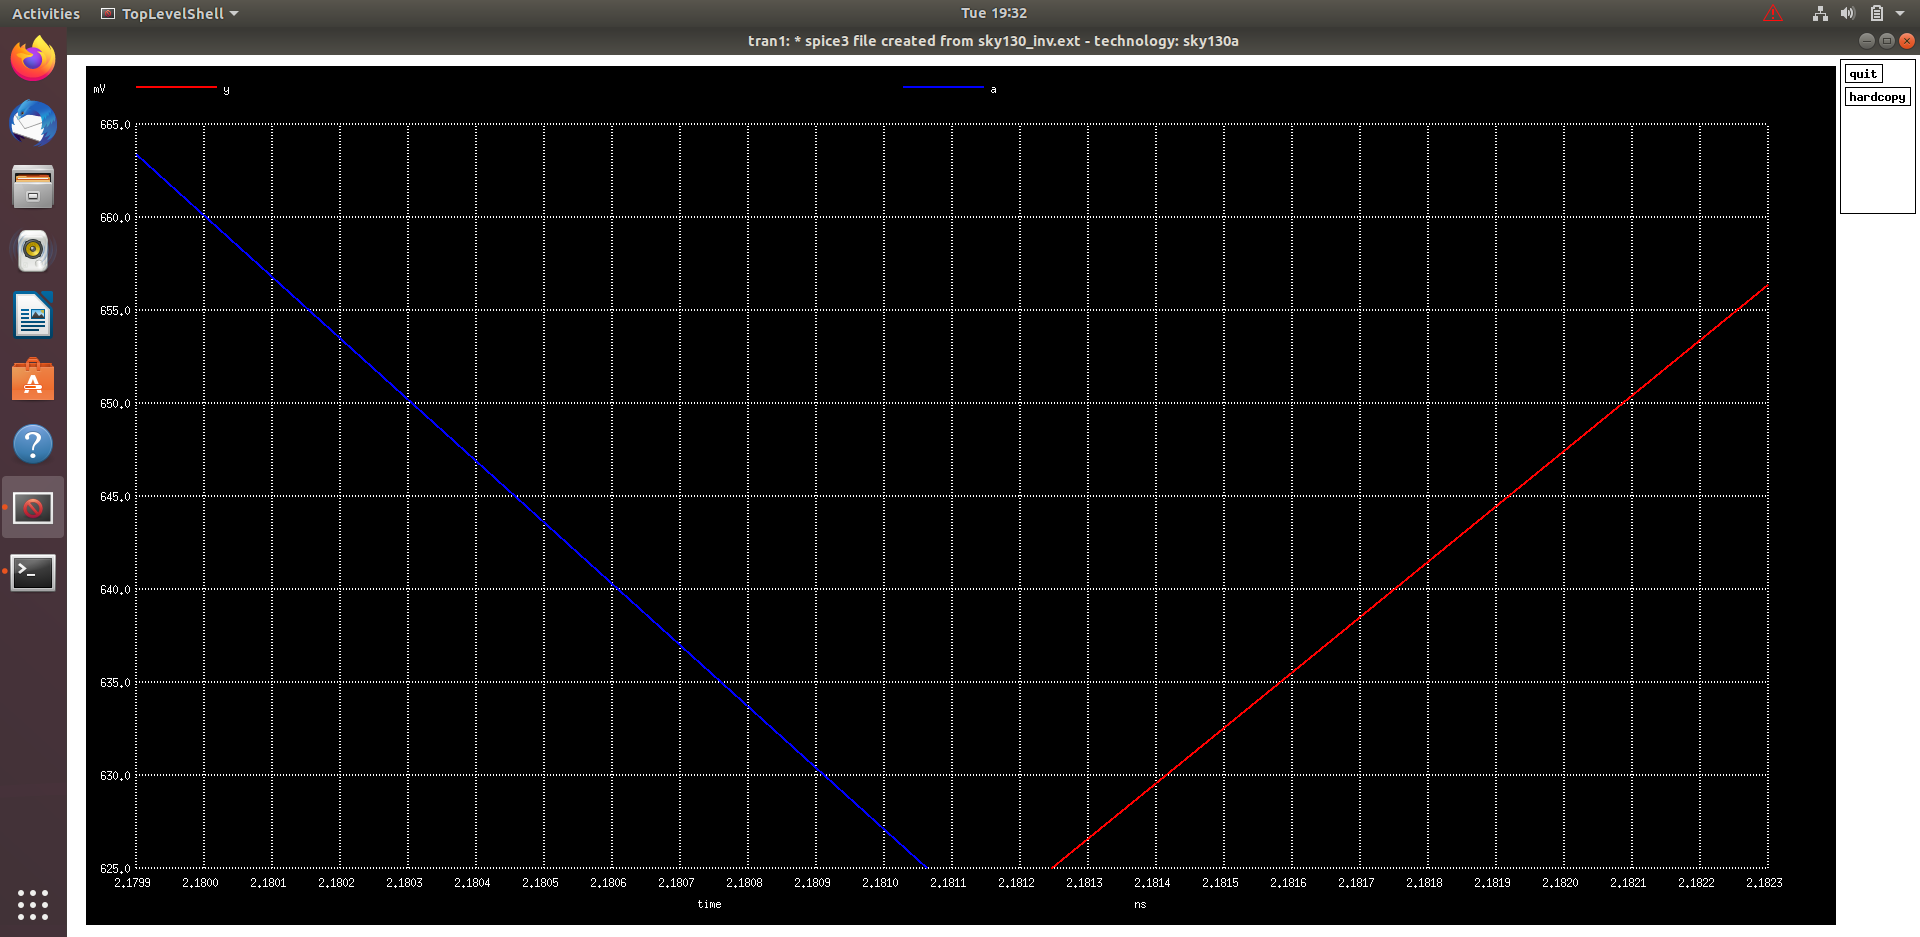 Activities TopLevelShell Tue 19:32
tran1: * spice3 file created from sky130_inv.ext - technology: sky130a
quit
hardcopy
mV y a
665.0
660.0
655.0
650.0
645.0
640.0
635.0
630.0
625.0
2.1799 2.1800 2.1801 2.1802 2.1803 2.1804 2.1805 2.1806 2.1807 2.1808 2.1809 2.1810 2.1811 2.1812 2.1813 2.1814 2.1815 2.1816 2.1817 2.1818 2.1819 2.1820 2.1821 2.1822 2.1823
time ns